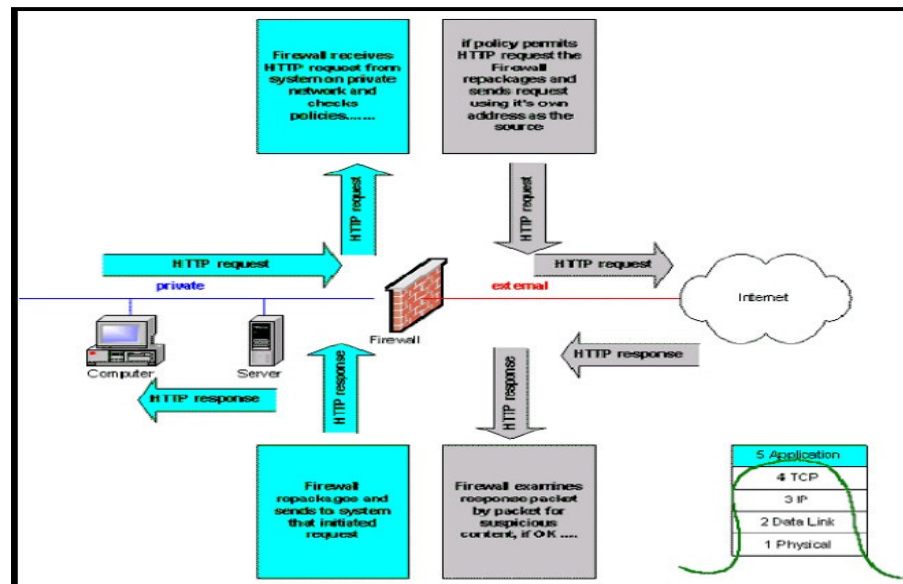 Firewall receives
HTTP request from
system on private
network and
checks
policies.......
if policy permits
HTTP request the
Firewall
repackages and
sends request
using it's own
address as the
source
HTTP request
HTTP request
HTTP request
HTTP request
private
external
Internet
Firewall
Computer
Server
HTTP response
HTTP response
HTTP response
HTTP response
Firewall
repackages and
sends to system
that initiated
request
Firewall examines
response packet
by packet for
suspicious
content, if OK ....
5 Application
4 TCP
3 IP
2 Data Link
1 Physical